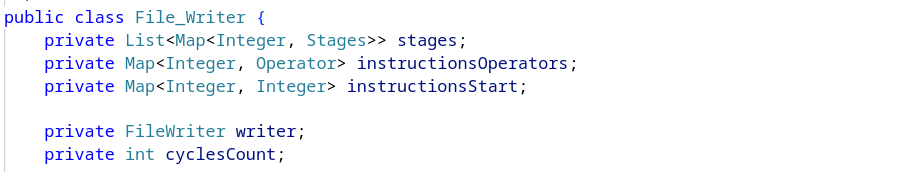 public class File_Writer {
    private List<Map<Integer, Stages>> stages;
    private Map<Integer, Operator> instructionsOperators;
    private Map<Integer, Integer> instructionsStart;
    private FileWriter writer;
    private int cyclesCount;